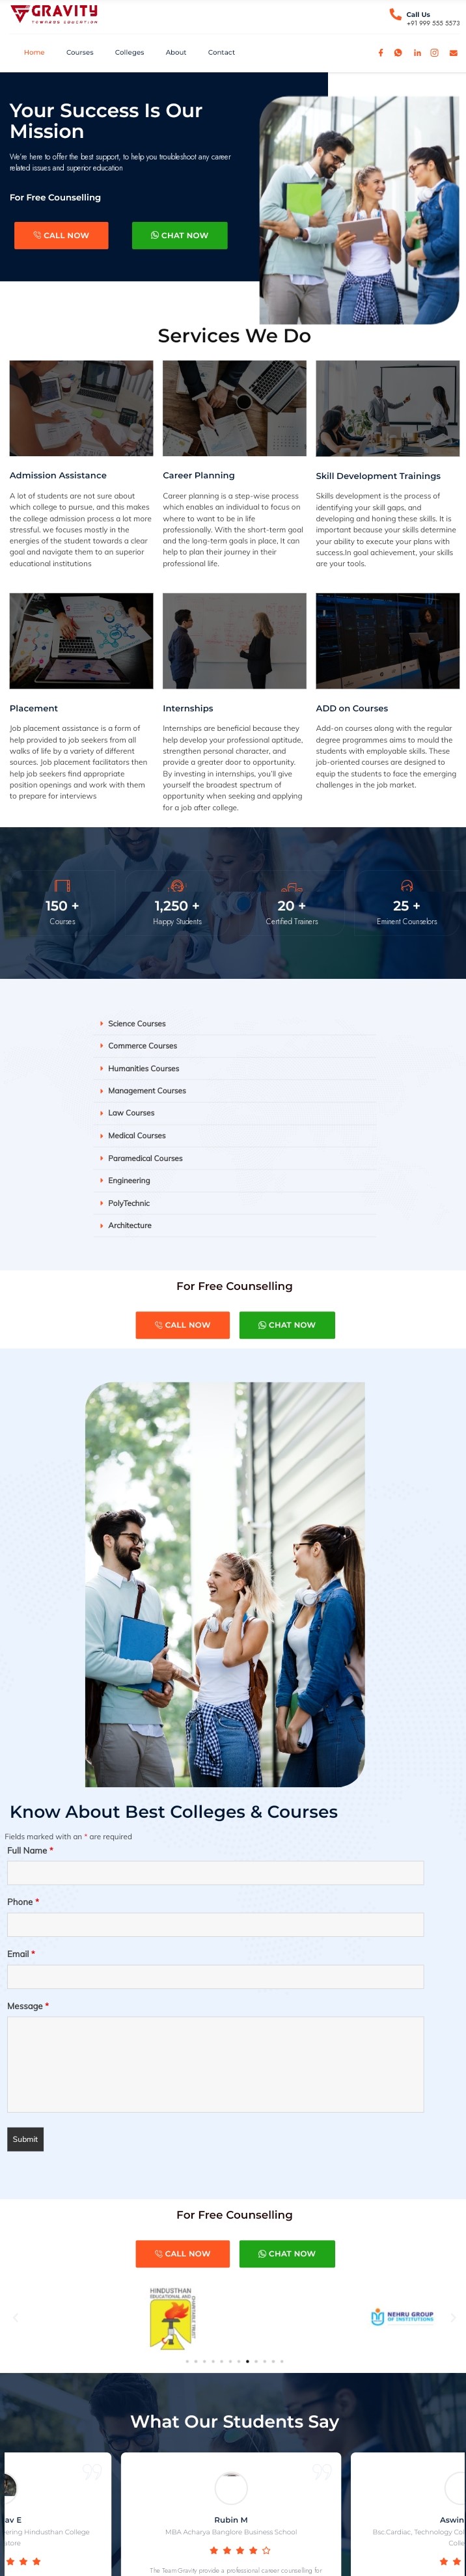 GRAVITY
TOWARDS EDUCATION
Call Us
+91 999 555 5573
Home
Courses
Colleges
About
Contact
Your Success Is Our
Mission
We're here to offer the best support, to help you troubleshoot any career
related issues and superior education
For Free Counselling
CALL NOW
CHAT NOW
Services We Do
Admission Assistance
A lot of students are not sure about
which college to pursue, and this makes
the college admission process a lot more
stressful. we focuses mostly in the
energies of the student towards a clear
goal and navigate them to an superior
educational institutions
Career Planning
Career planning is a step-wise process
which enables an individual to focus on
where to want to be in life
professionally. With the short-term goal
and the long-term goals in place, It can
help to plan their journey in their
professional life.
Skill Development Trainings
Skills development is the process of
identifying your skill gaps, and
developing and honing these skills. It is
important because your skills determine
your ability to execute your plans with
success.In goal achievement, your skills
are your tools.
Placement
Job placement assistance is a form of
help provided to job seekers from all
walks of life by a variety of different
sources. Job placement facilitators then
help job seekers find appropriate
position openings and work with them
to prepare for interviews
Internships
Internships are beneficial because they
help develop your professional aptitude,
strengthen personal character, and
provide a greater door to opportunity.
By investing in internships, you'll give
yourself the broadest spectrum of
opportunity when seeking and applying
for a job after college.
ADD on Courses
Add-on courses along with the regular
degree programmes aims to mould the
students with employable skills. These
job-oriented courses are designed to
equip the students to face the emerging
challenges in the job market.
150 +
Courses
1,250 +
Happy Students
20 +
Certified Trainers
25 +
Eminent Counselors
Science Courses
Commerce Courses
Humanities Courses
Management Courses
Law Courses
Medical Courses
Paramedical Courses
Engineering
PolyTechnic
Architecture
For Free Counselling
CALL NOW
CHAT NOW
Know About Best Colleges & Courses
Fields marked with an * are required
Full Name *
Phone *
Email *
Message *
Submit
For Free Counselling
CALL NOW
CHAT NOW
HINDUSTHAN
EDUCATIONAL AND
CHARITABLE TRUST
NEHRU GROUP
OF INSTITUTIONS
What Our Students Say
av E
ering Hindusthan College
atore
Rubin M
MBA Acharya Banglore Business School
The Team Gravity provide a professional career counselling for
Aswin
Bsc.Cardiac, Technology Col
Colle